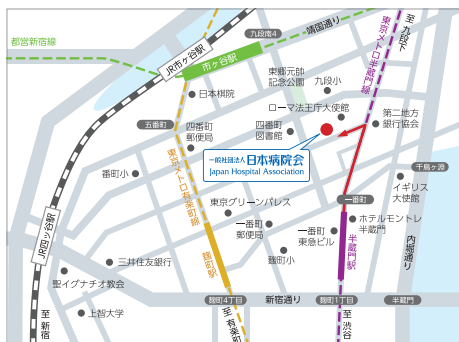 都営新宿線
JR市ヶ谷駅
市ヶ谷駅
九段南4
靖国通り
至 九段下
東京メトロ半蔵門線
日本棋院
東郷元帥
記念公園
九段小
ローマ法王庁大使館
第二地方
銀行協会
五番町
四番町
郵便局
四番町
図書館
一般社団法人日本病院会
Japan Hospital Association
千鳥ヶ淵
番町小
東京メトロ有楽町線
イギリス
大使館
一番町
東京グリーンパレス
一番町
郵便局
一番町
東急ビル
ホテルモントレ
半蔵門
半蔵門駅
内堀通り
JR四ッ谷駅
麹町駅
麹町小
三井住友銀行
聖イグナチオ教会
麹町4丁目
新宿通り
麹町1丁目
半蔵門
上智大学
至 新宿
至 有楽町
至 渋谷